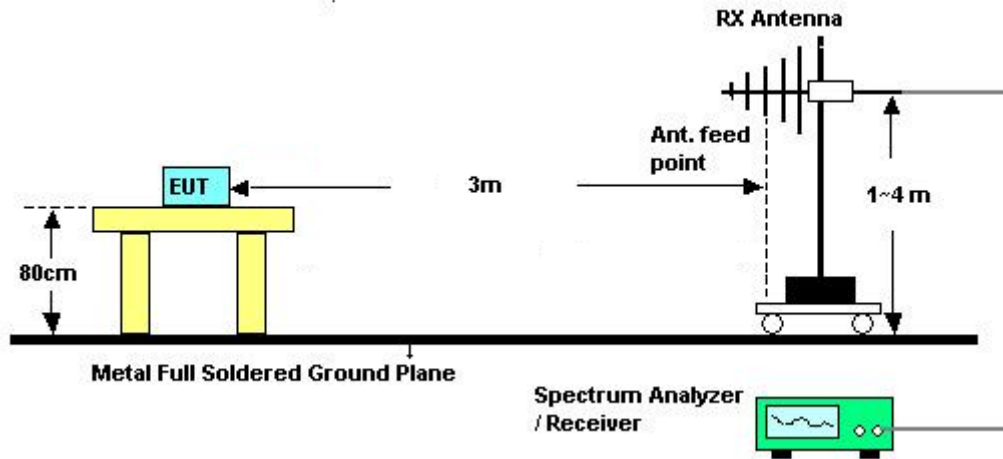 RX Antenna
Ant. feed
point
EUT
3m
1~4 m
80cm
Metal Full Soldered Ground Plane
Spectrum Analyzer
/ Receiver